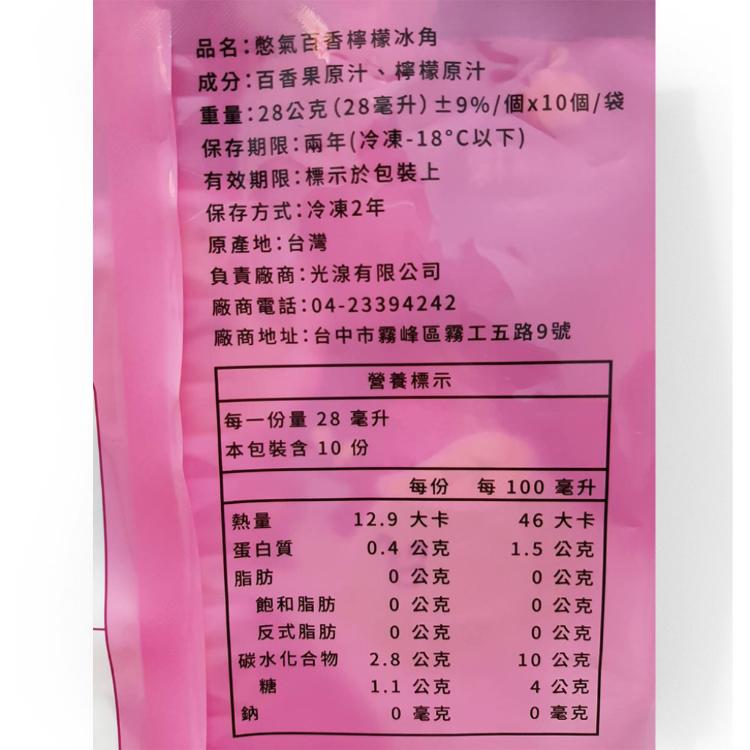 品名:憋氣百香檸檬冰角
成分:百香果原汁、檸檬原汁
重量:28公克(28毫升)±9%/個x10個/袋
保存期限:兩年(冷凍-18°C以下)
有效期限:標示於包裝上
保存方式:冷凍2年
原產地:台灣
負責廠商:光湶有限公司
廠商電話:04-23394242
廠商地址:台中市霧峰區霧工五路9號
營養標示
每一份量 28 毫升
本包裝含 10 份
每份 每 100 毫升
熱量 12.9 大卡 46 大卡
蛋白質 0.4 公克 1.5 公克
脂肪 0 公克 0 公克
飽和脂肪 0 公克 0 公克
反式脂肪 0 公克 0 公克
碳水化合物 2.8 公克 10 公克
糖 1.1 公克 4 公克
鈉 0 毫克 0 毫克